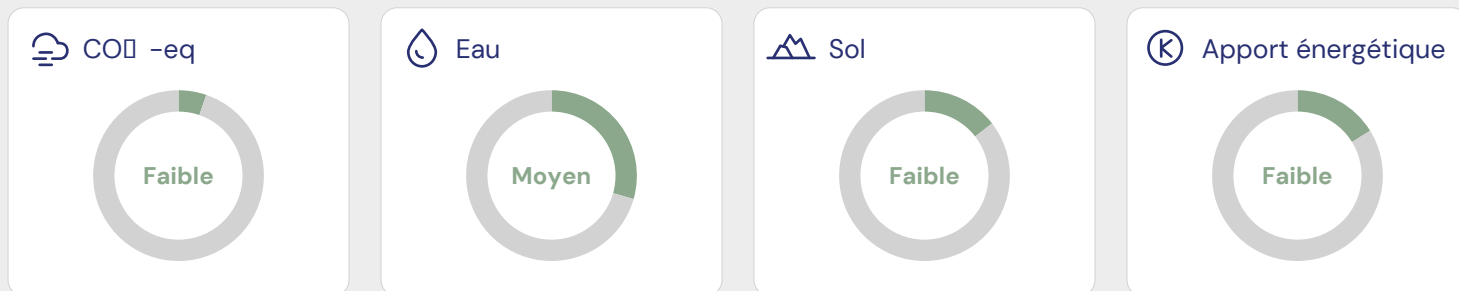 CO▯ -eq
Eau
Sol
Apport énergétique
Faible
Moyen
Faible
Faible